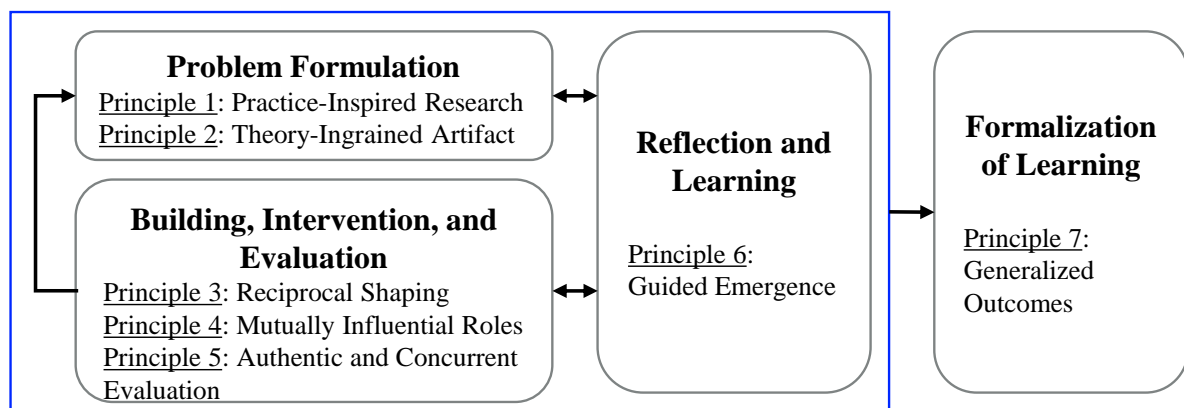 Problem Formulation
Principle 1: Practice-Inspired Research
Principle 2: Theory-Ingrained Artifact
Building, Intervention, and
Evaluation
Principle 3: Reciprocal Shaping
Principle 4: Mutually Influential Roles
Principle 5: Authentic and Concurrent
Evaluation
Reflection and
Learning
Principle 6:
Guided Emergence
Formalization
of Learning
Principle 7:
Generalized
Outcomes